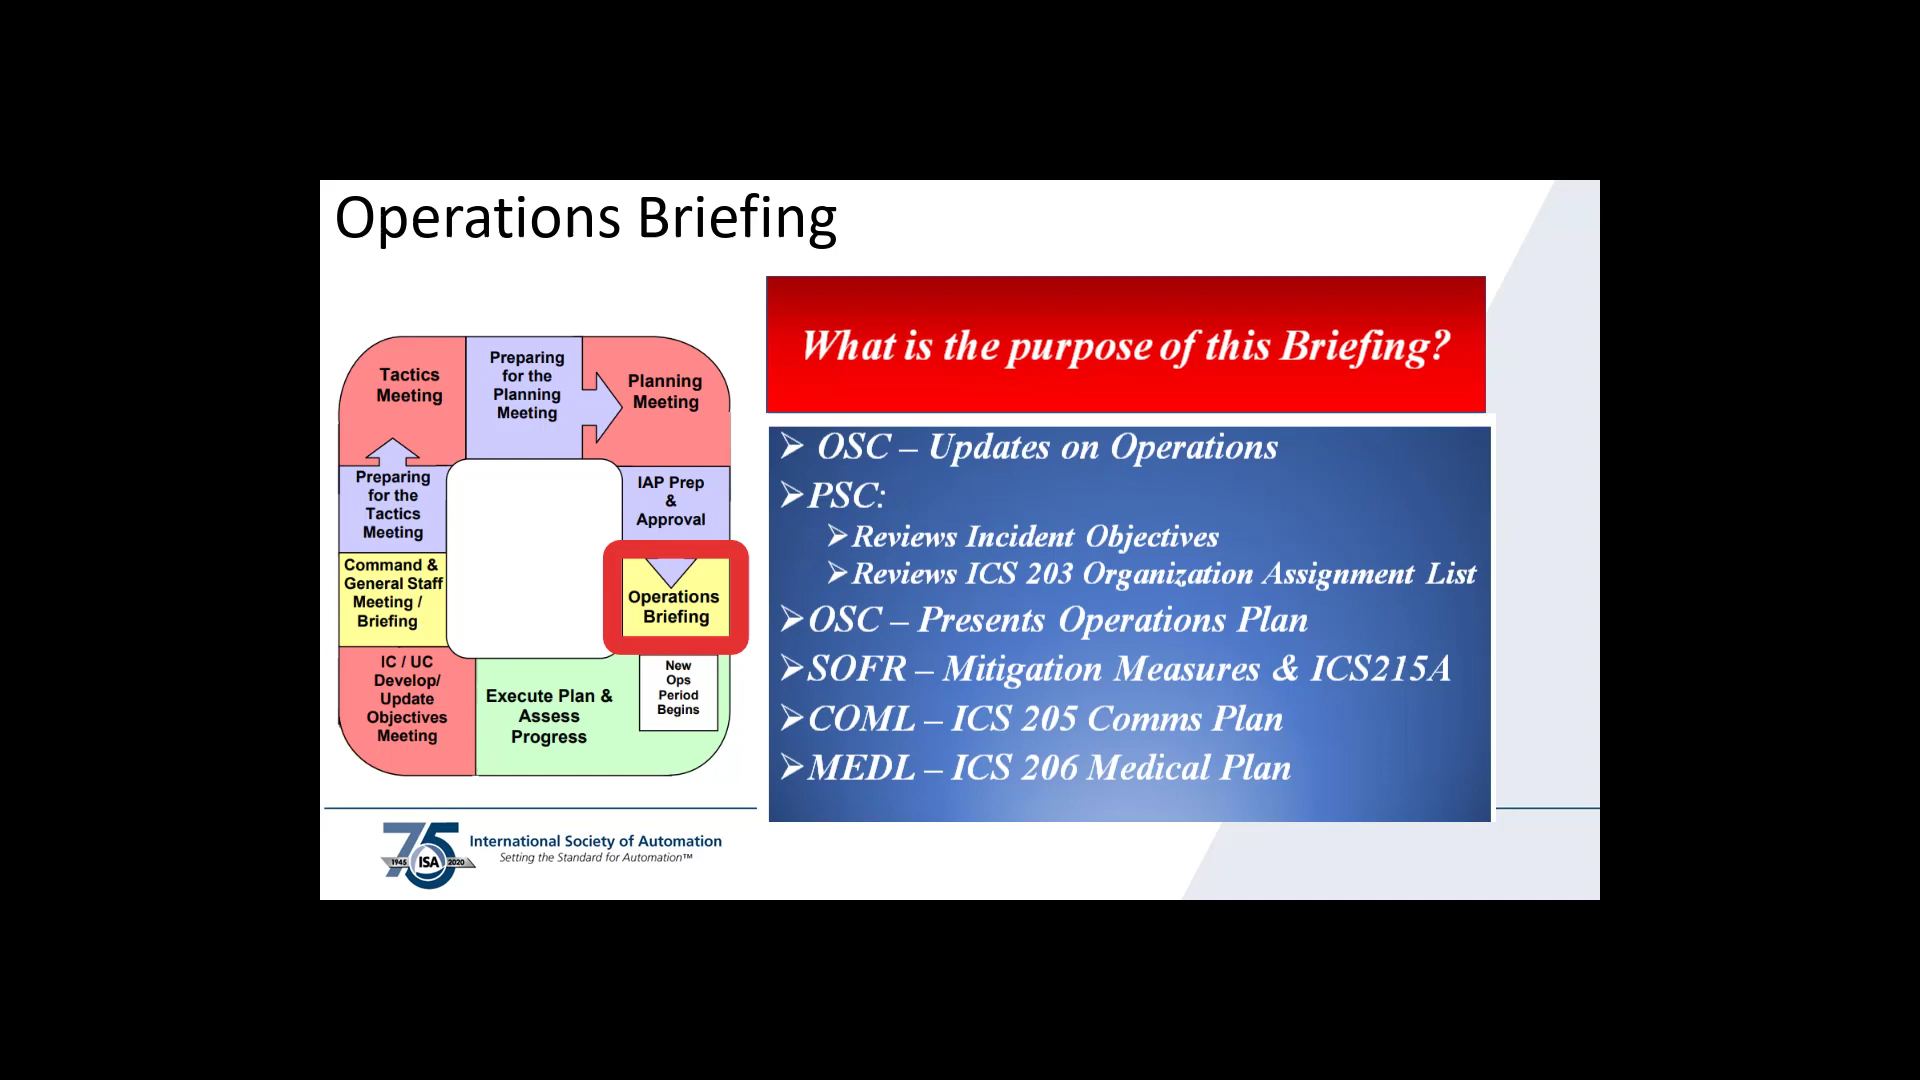 Operations Briefing
Tactics
Meeting
Preparing
for the
Planning
Meeting
Planning
Meeting
Preparing
for the
Tactics
Meeting
IAP Prep
&
Approval
Command &
General Staff
Meeting /
Briefing
Operations
Briefing
IC / UC
Develop/
Update
Objectives
Meeting
Execute Plan &
Assess
Progress
New
Ops
Period
Begins
What is the purpose of this Briefing?
➢ OSC – Updates on Operations
➢PSC:
➢Reviews Incident Objectives
➢Reviews ICS 203 Organization Assignment List
➢OSC – Presents Operations Plan
➢SOFR – Mitigation Measures & ICS215A
➢COML – ICS 205 Comms Plan
➢MEDL – ICS 206 Medical Plan
75
1945 ISA 2020
International Society of Automation
Setting the Standard for Automation™